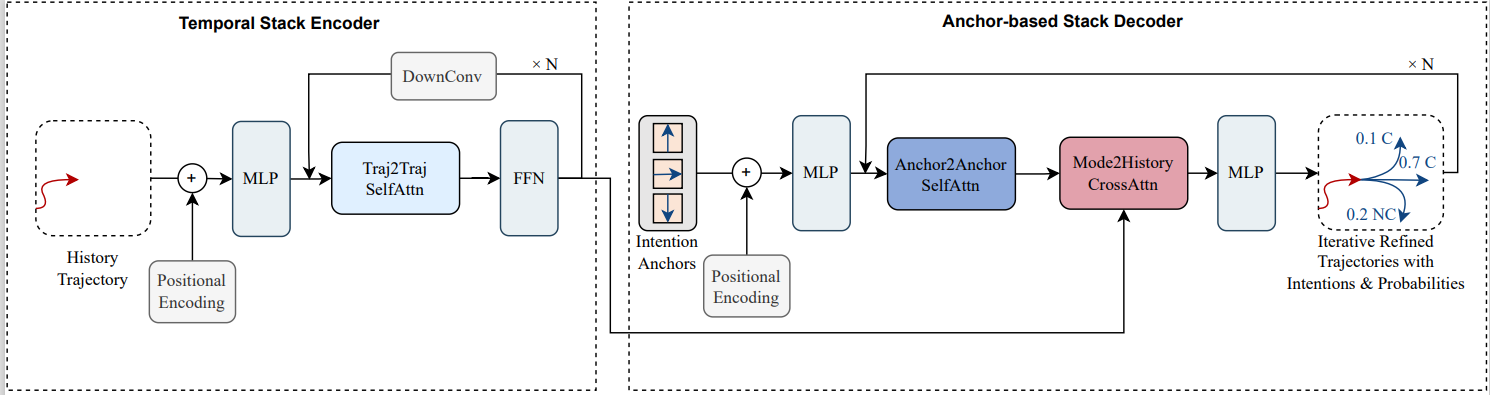 Temporal Stack Encoder
DownConv
× N
+
MLP
Traj2Traj
SelfAttn
FFN
History
Trajectory
Positional
Encoding
Anchor-based Stack Decoder
× N
Intention
Anchors
+
Positional
Encoding
MLP
Anchor2Anchor
SelfAttn
Mode2History
CrossAttn
MLP
0.1 C
0.7 C
0.2 NC
Iterative Refined
Trajectories with
Intentions & Probabilities